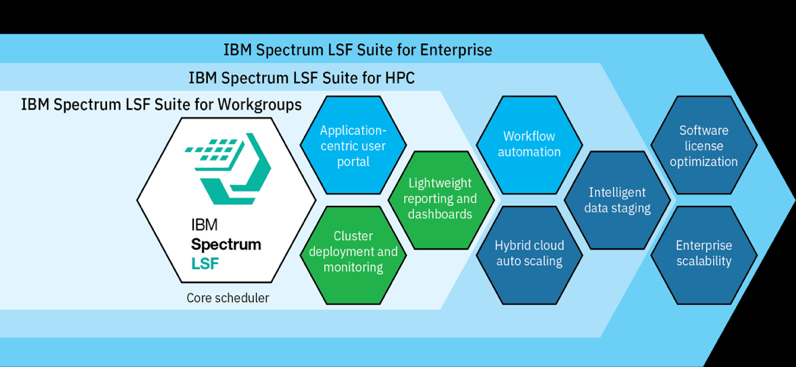 IBM Spectrum LSF Suite for Enterprise
IBM Spectrum LSF Suite for HPC
IBM Spectrum LSF Suite for Workgroups
IBM
Spectrum
LSF
Core scheduler
Application-
centric user
portal
Cluster
deployment and
monitoring
Lightweight
reporting and
dashboards
Workflow
automation
Hybrid cloud
auto scaling
Intelligent
data staging
Software
license
optimization
Enterprise
scalability